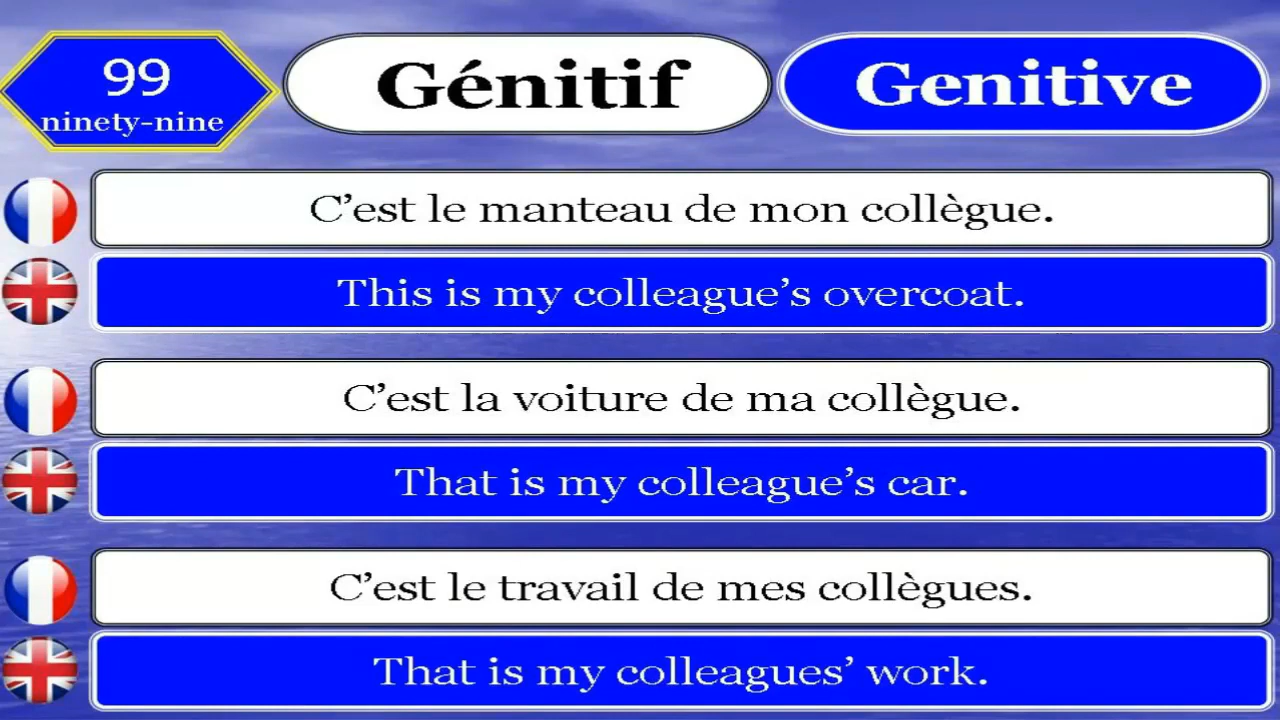 99
ninety-nine
Génitif
Genitive
C’est le manteau de mon collègue.
This is my colleague’s overcoat.
C’est la voiture de ma collègue.
That is my colleague’s car.
C’est le travail de mes collègues.
That is my colleagues’ work.